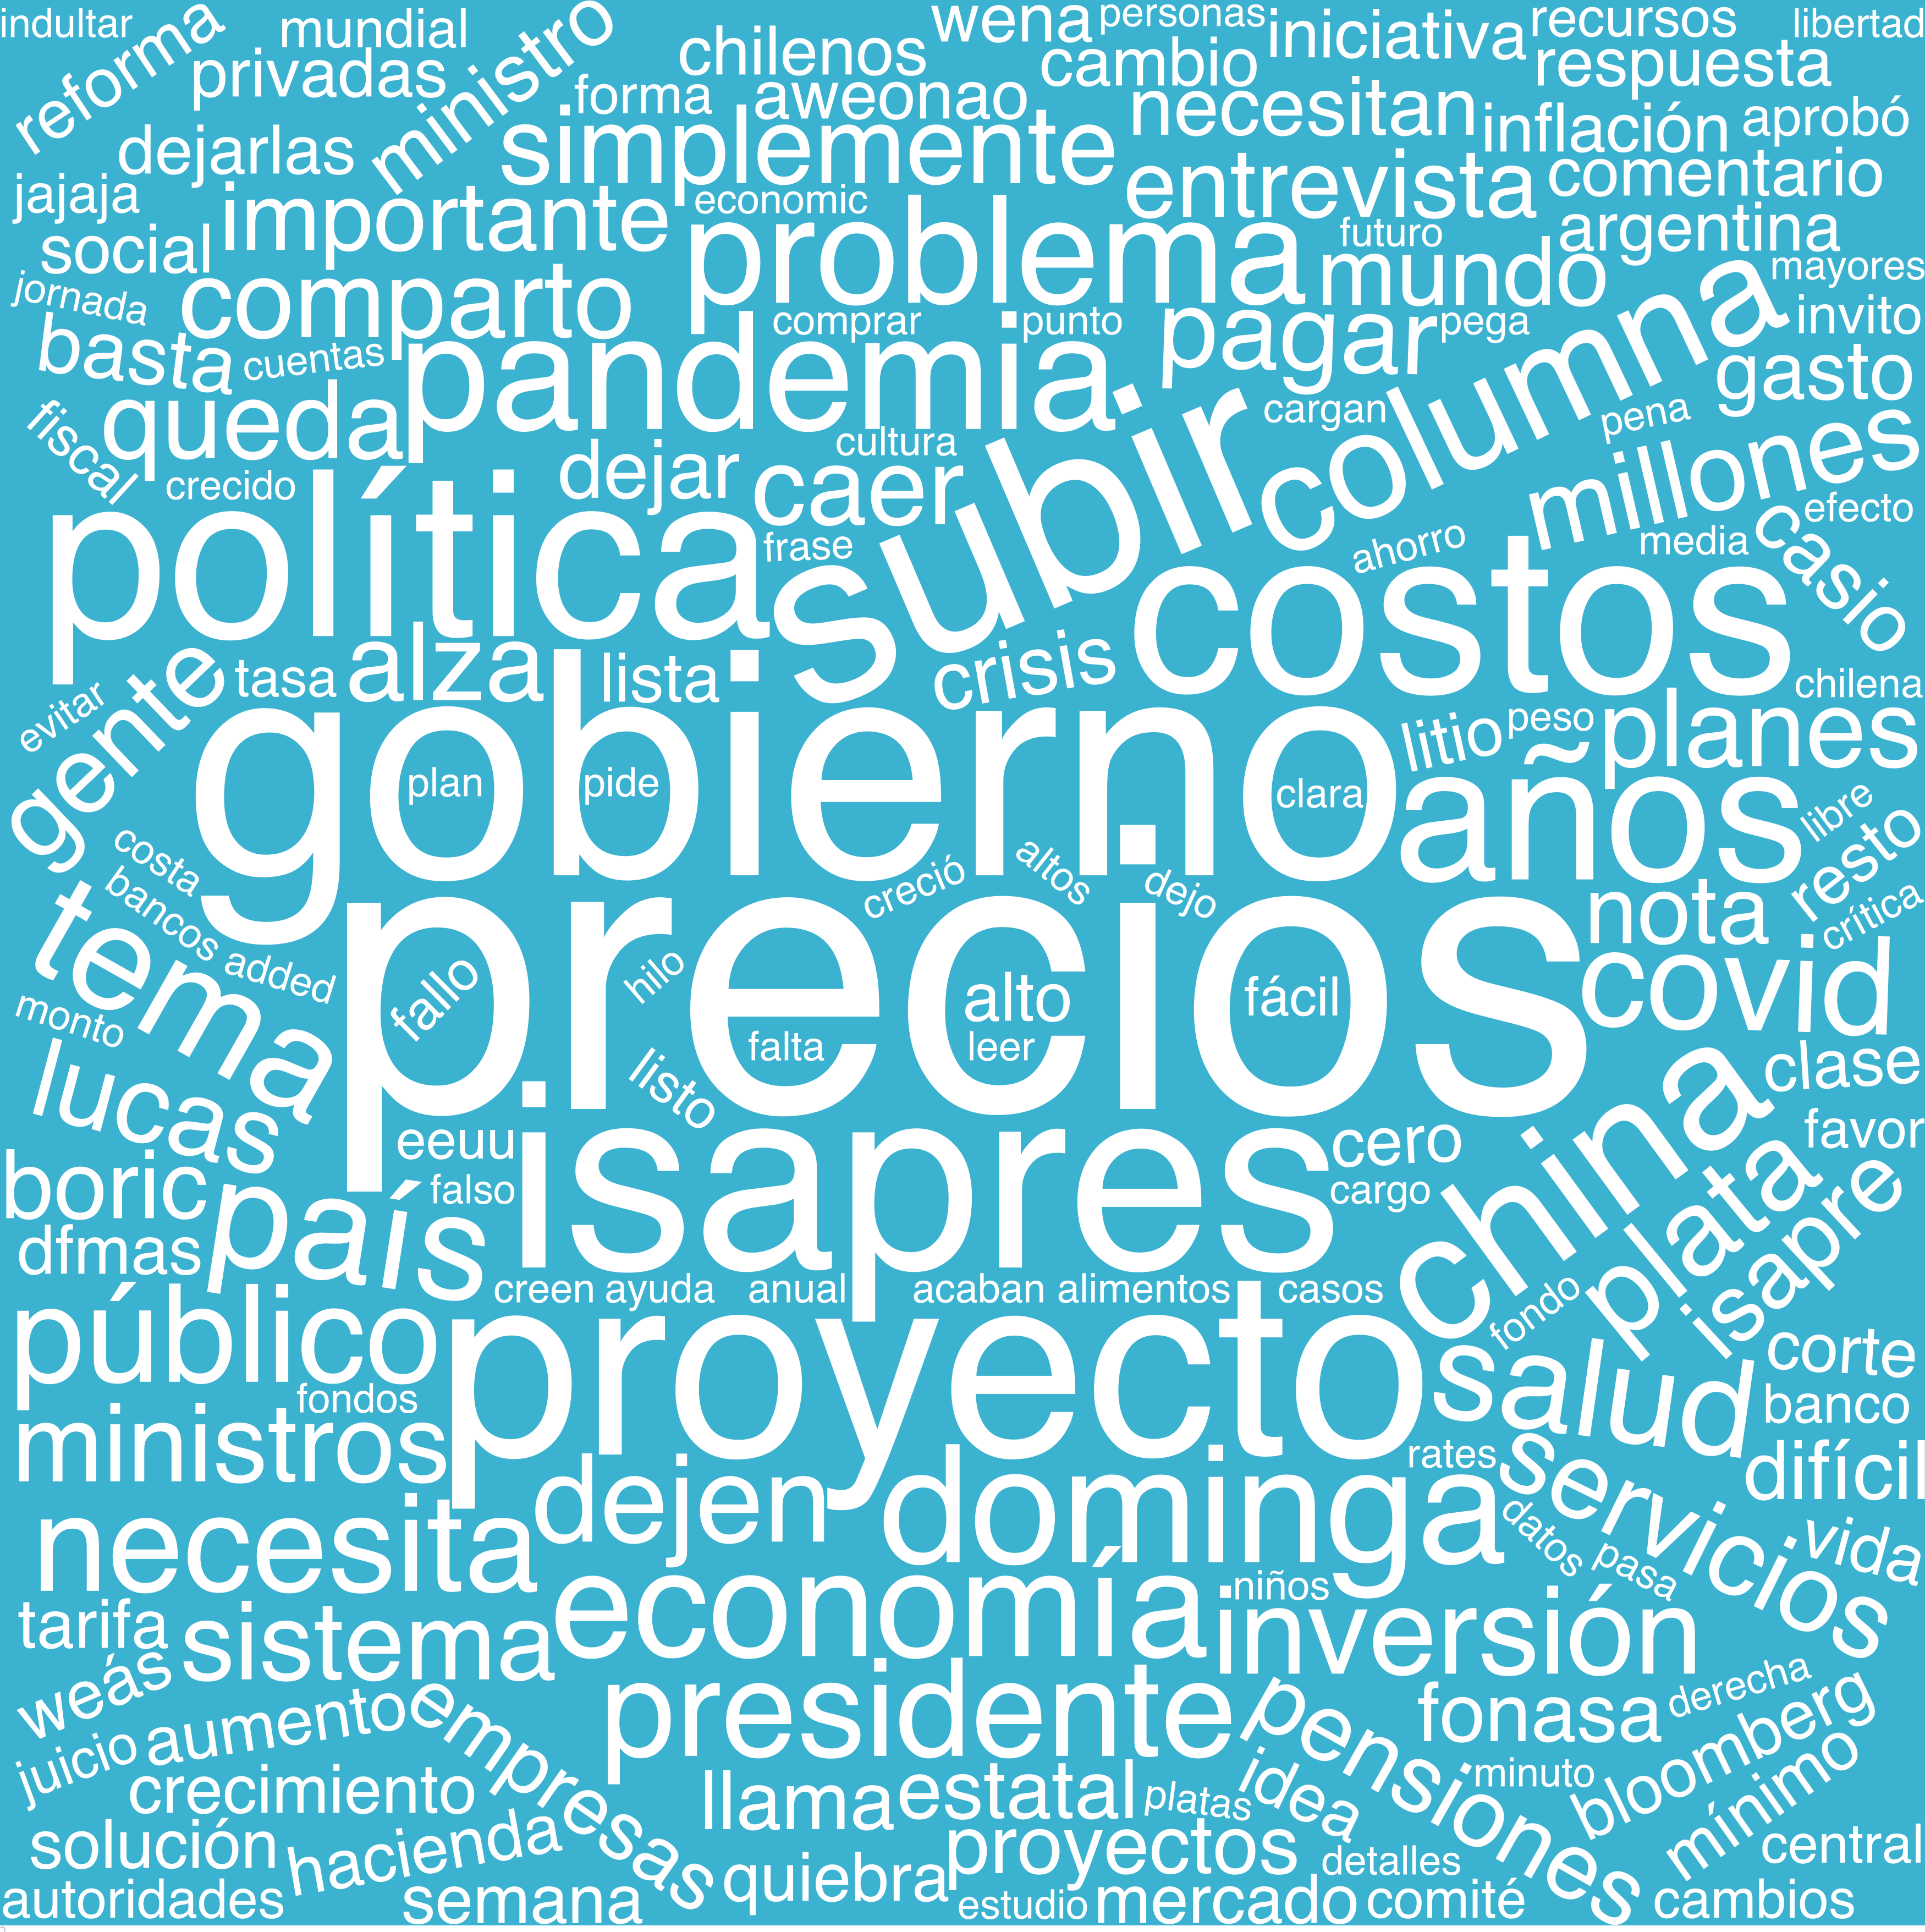 indultar
reforma
mundial
ministro
privadas
chilenos
wena
personas
iniciativa
recursos
libertad
cambio
respuesta
forma
aweonao
necesitan
inflación
aprobó
dejarlas
simplemente
jajaja
importante
economic
entrevista
comentario
social
problema
futuro
argentina
jornada
comparto
mundo
mayores
basta
cuentas
pandemia
comprar
punto
pagar
pega
invito
columna
gasto
fiscal
queda
cultura
cargan
pena
crecido
dejar
caer
subir
millones
efecto
política
frase
ahorro
media
casio
costos
gente
tasa
alza
lista
crisis
chilena
evitar
gobierno
litio
peso
planes
plan
pide
clara
años
libre
resto
costa
bancos
creció
altos
dejo
nota
crítica
tema
added
precios
covid
monto
fallo
hilo
alto
fácil
falta
leer
lucas
listo
china
clase
eeuu
isapres
cero
favor
boric
país
falso
cargo
plata
isapre
dfmas
creen
ayuda
anual
acaban
alimentos
casos
fondo
público
proyecto
salud
corte
fondos
banco
ministros
rates
servicios
difícil
dejen
dominga
datos
pasa
vida
necesita
economía
niños
tarifa
sistema
inversión
weás
presidente
fonasa
derecha
juicio
aumento
empresas
pensiones
bloomberg
crecimiento
llama
estatal
platas
idea
minuto
mínimo
solución
hacienda
quiebra
proyectos
detalles
central
autoridades
semana
estudio
mercado
comité
cambios